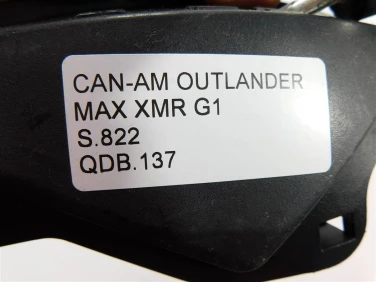 CAN-AM OUTLANDER
MAX XMR G1
S.822
QDB.137